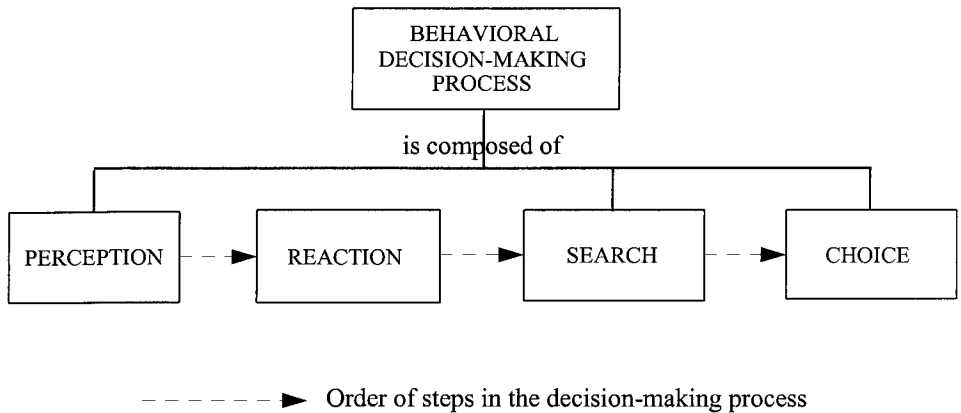 BEHAVIORAL
DECISION-MAKING
PROCESS
is composed of
PERCEPTION
REACTION
SEARCH
CHOICE
Order of steps in the decision-making process